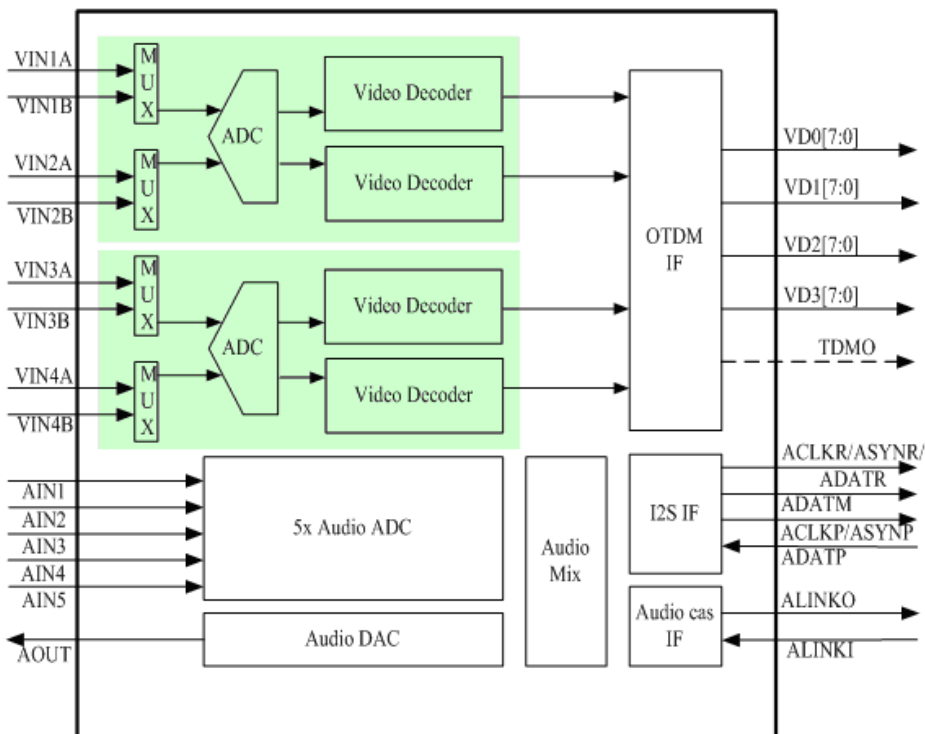 VIN1A
VIN1B
VIN2A
VIN2B
VIN3A
VIN3B
VIN4A
VIN4B
AIN1
AIN2
AIN3
AIN4
AIN5
AOUT
M
U
X
M
U
X
M
U
X
M
U
X
ADC
ADC
Video Decoder
Video Decoder
Video Decoder
Video Decoder
5x Audio ADC
Audio DAC
Audio
Mix
OTDM
IF
I2S IF
Audio cas
IF
VD0[7:0]
VD1[7:0]
VD2[7:0]
VD3[7:0]
TDMO
ACLKR/ASYNR/
ADATR
ADATM
ACLKP/ASYNP
ADATP
ALINKO
ALINKI